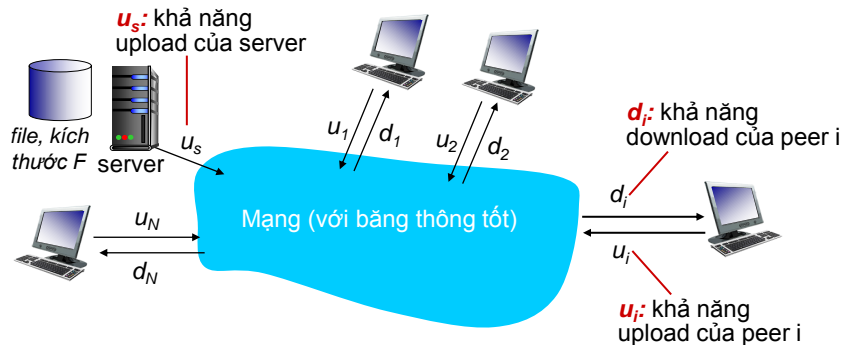 us: khả năng
upload của server
file, kích
thước F
server
us
u1
d1
u2
d2
di: khả năng
download của peer i
di
ui
uN
dN
Mạng (với băng thông tốt)
ui: khả năng
upload của peer i